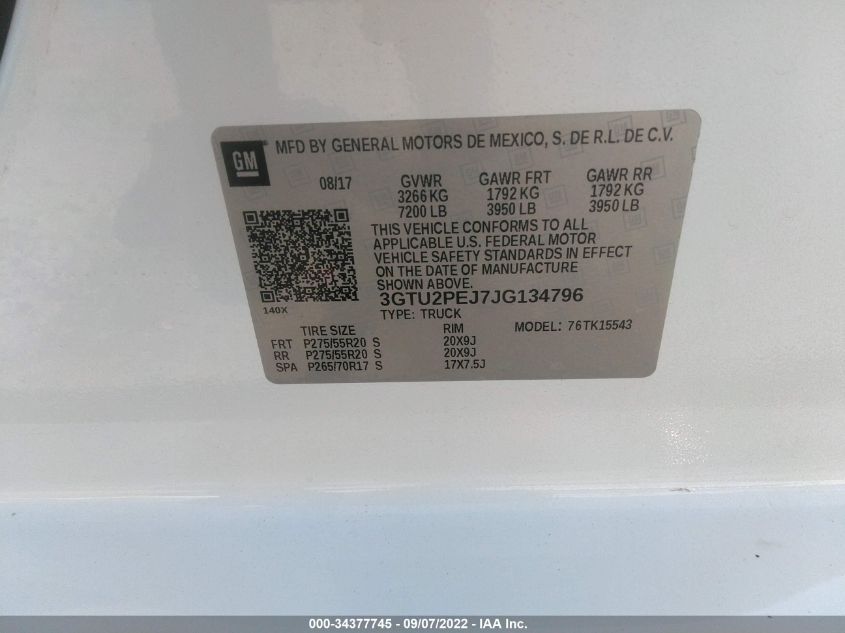 GM MFD BY GENERAL MOTORS DE MEXICO, S. DE R.L. DE C.V.
08/17 GVWR GAWR FRT GAWR RR
3266 KG 1792 KG 1792 KG
7200 LB 3950 LB 3950 LB
THIS VEHICLE CONFORMS TO ALL
APPLICABLE U.S. FEDERAL MOTOR
VEHICLE SAFETY STANDARDS IN EFFECT
ON THE DATE OF MANUFACTURE
SHOWN ABOVE.
3GTU2PEJ7JG134796
140X TYPE: TRUCK
TIRE SIZE RIM MODEL: 76TK15543
FRT P275/55R20 S 20X9J
RR P275/55R20 S 20X9J
SPA P265/70R17 S 17X7.5J
000-34377745 - 09/07/2022 - IAA Inc.